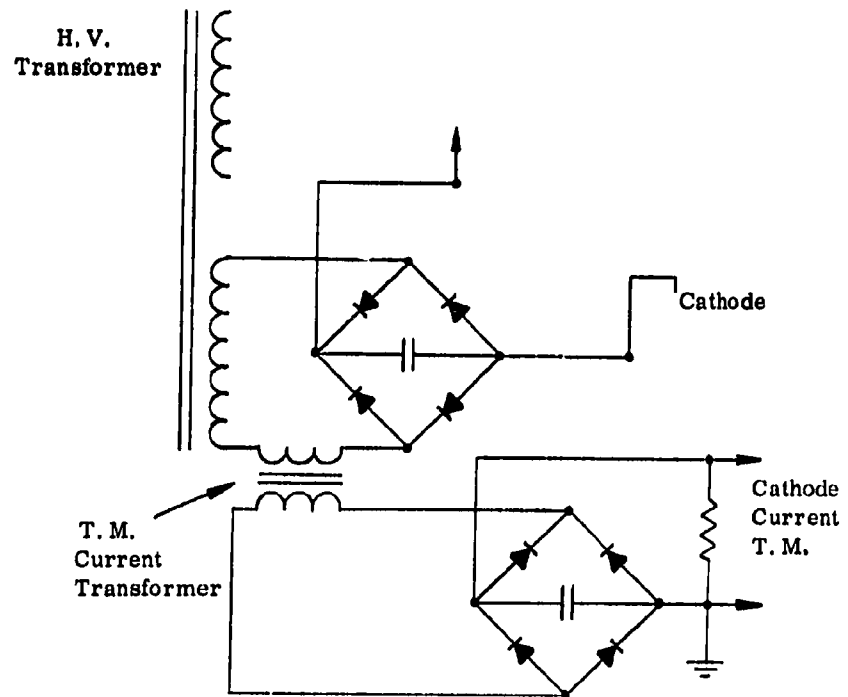 H. V.
Transformer
Cathode
Cathode
Current
T. M.
T. M.
Current
Transformer